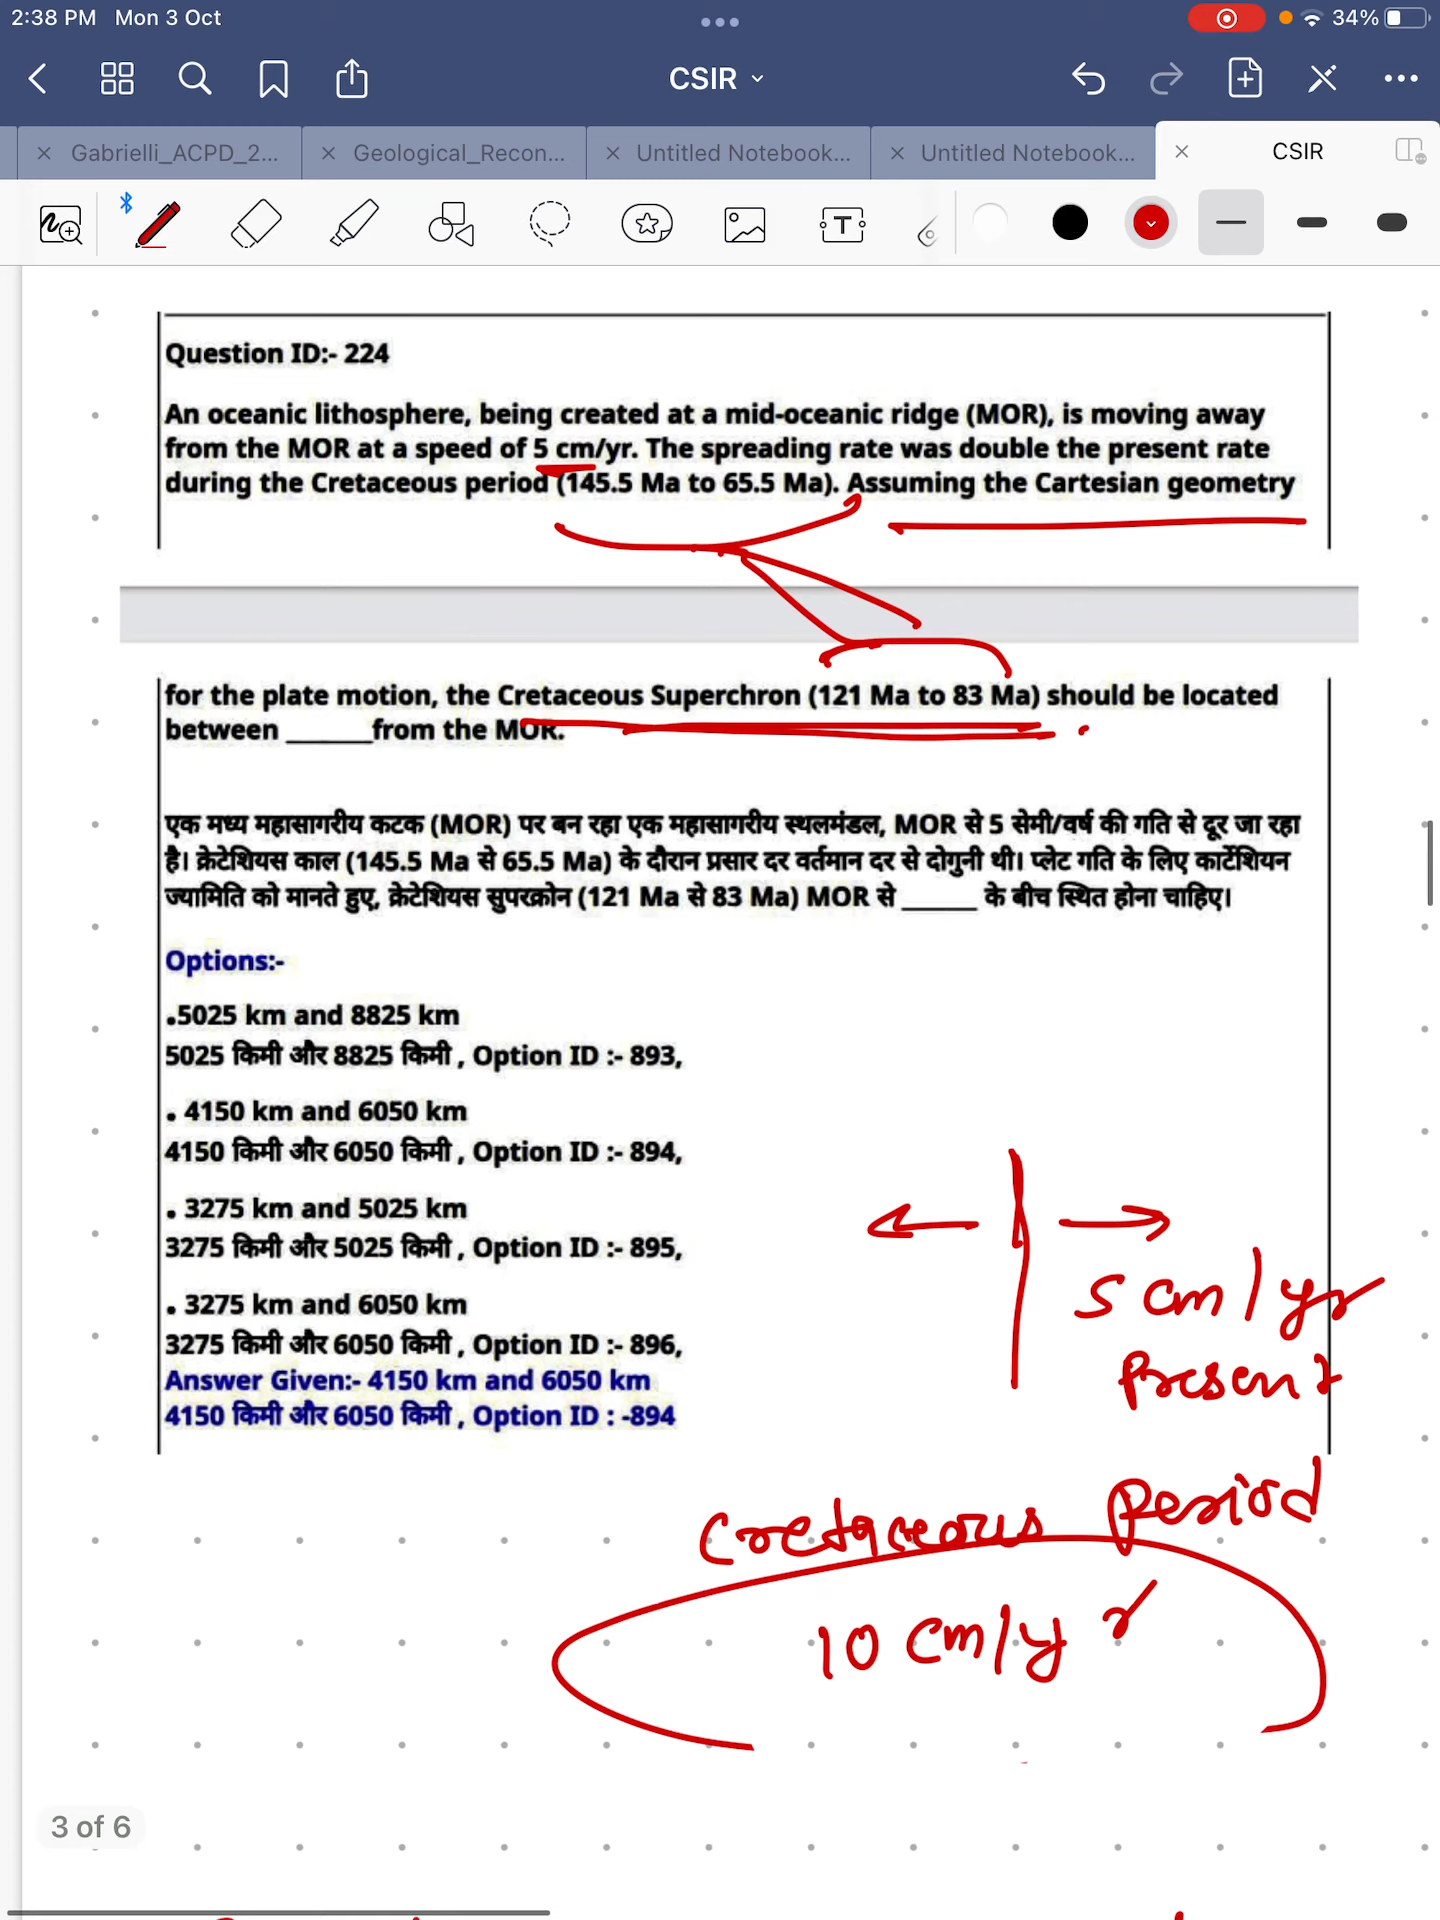 2:38 PM Mon 3 Oct
34%
CSIR
Gabrielli_ACPD_2...
Geological_Recon...
Untitled Notebook...
Untitled Notebook...
CSIR
Question ID:- 224
An oceanic lithosphere, being created at a mid-oceanic ridge (MOR), is moving away
from the MOR at a speed of 5 cm/yr. The spreading rate was double the present rate
during the Cretaceous period (145.5 Ma to 65.5 Ma). Assuming the Cartesian geometry
for the plate motion, the Cretaceous Superchron (121 Ma to 83 Ma) should be located
between ______from the MOR.
एक मध्य महासागरीय कटक (MOR) पर बन रहा एक महासागरीय स्थलमंडल, MOR से 5 सेमी/वर्ष की गति से दूर जा रहा
है। क्रेटेशियस काल (145.5 Ma से 65.5 Ma) के दौरान प्रसार दर वर्तमान दर से दोगुनी थी। प्लेट गति के लिए कार्टेशियन
ज्यामिति को मानते हुए, क्रेटेशियस सुपरक्रोन (121 Ma से 83 Ma) MOR से ______ के बीच स्थित होना चाहिए।
Options:-
.5025 km and 8825 km
5025 किमी और 8825 किमी , Option ID :- 893,
. 4150 km and 6050 km
4150 किमी और 6050 किमी , Option ID :- 894,
. 3275 km and 5025 km
3275 किमी और 5025 किमी , Option ID :- 895,
. 3275 km and 6050 km
3275 किमी और 6050 किमी , Option ID :- 896,
Answer Given:- 4150 km and 6050 km
4150 किमी और 6050 किमी , Option ID : -894
5 cm/yr
Present
Cretaceous Period
10 cm/yr
3 of 6